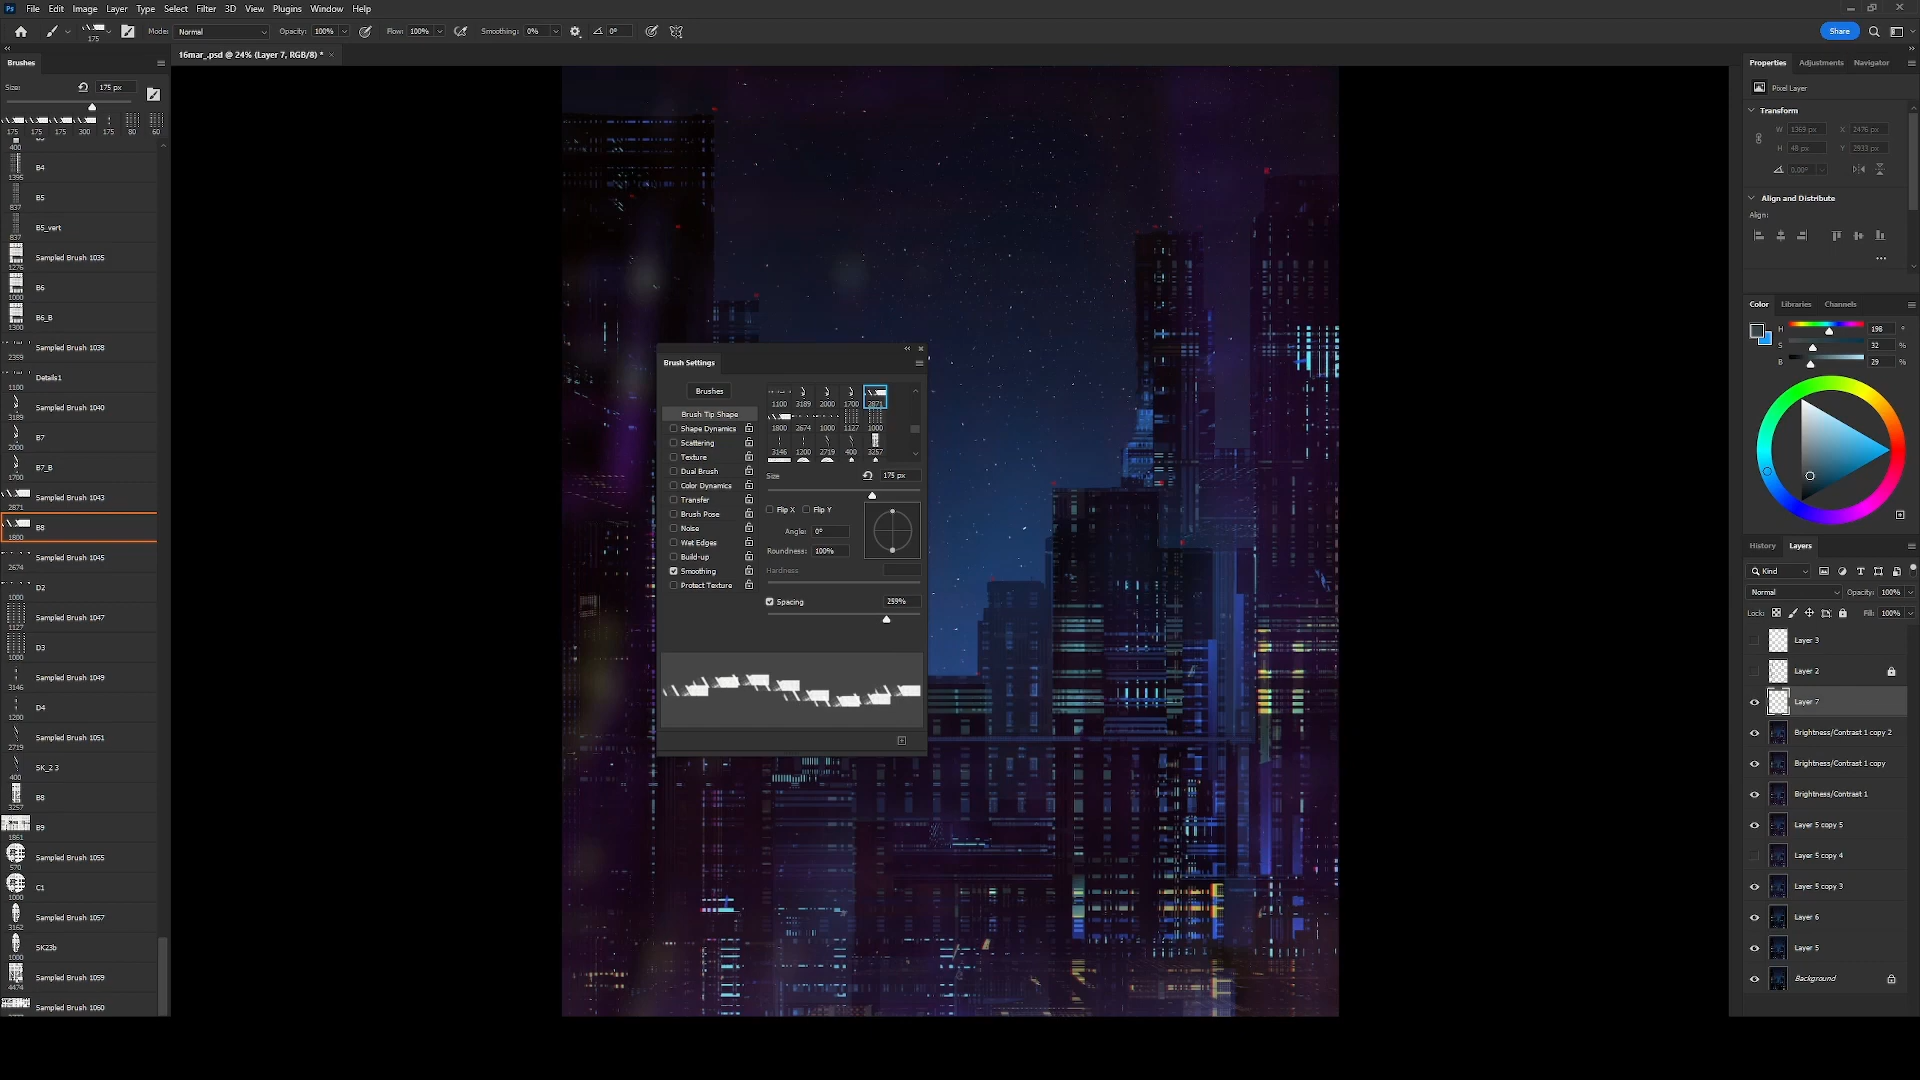 Ps File Edit Image Layer Type Select Filter 3D View Plugins Window Help
175 Mode: Normal Opacity: 100% Flow: 100% Smoothing: 0% 0° Share
16mar_.psd @ 24% (Layer 7, RGB/8) *
Brushes
Size: 175 px
175 175 175 300 175 80 60
400
B4
1395
B5
837
B5_vert
837
Sampled Brush 1035
1276
B6
1000
B6_B
1300
Sampled Brush 1038
2359
Details1
1100
Sampled Brush 1040
3189
B7
2000
B7_B
1700
Sampled Brush 1043
2871
B8
1800
Sampled Brush 1045
2674
D2
1000
Sampled Brush 1047
1127
D3
1000
Sampled Brush 1049
3146
D4
1200
Sampled Brush 1051
2719
SK_2 3
400
B8
3257
B9
1861
Sampled Brush 1055
570
C1
1000
Sampled Brush 1057
3162
SK23b
1000
Sampled Brush 1059
4474
Sampled Brush 1060
Brush Settings
Brushes
Brush Tip Shape
Shape Dynamics
Scattering
Texture
Dual Brush
Color Dynamics
Transfer
Brush Pose
Noise
Wet Edges
Build-up
Smoothing
Protect Texture
1100 3189 2000 1700 2871
1800 2674 1000 1127 1000
3146 1200 2719 400 3257
Size 175 px
Flip X Flip Y
Angle: 0°
Roundness: 100%
Hardness
Spacing 259%
Properties Adjustments Navigator
Pixel Layer
Transform
W 1369 px X 2476 px
H 48 px Y 2933 px
0.00°
Align and Distribute
Align:
Color Libraries Channels
H 198 °
S 32 %
B 29 %
History Layers
Kind
Normal Opacity: 100%
Lock: Fill: 100%
Layer 3
Layer 2
Layer 7
Brightness/Contrast 1 copy 2
Brightness/Contrast 1 copy
Brightness/Contrast 1
Layer 5 copy 5
Layer 5 copy 4
Layer 5 copy 3
Layer 6
Layer 5
Background